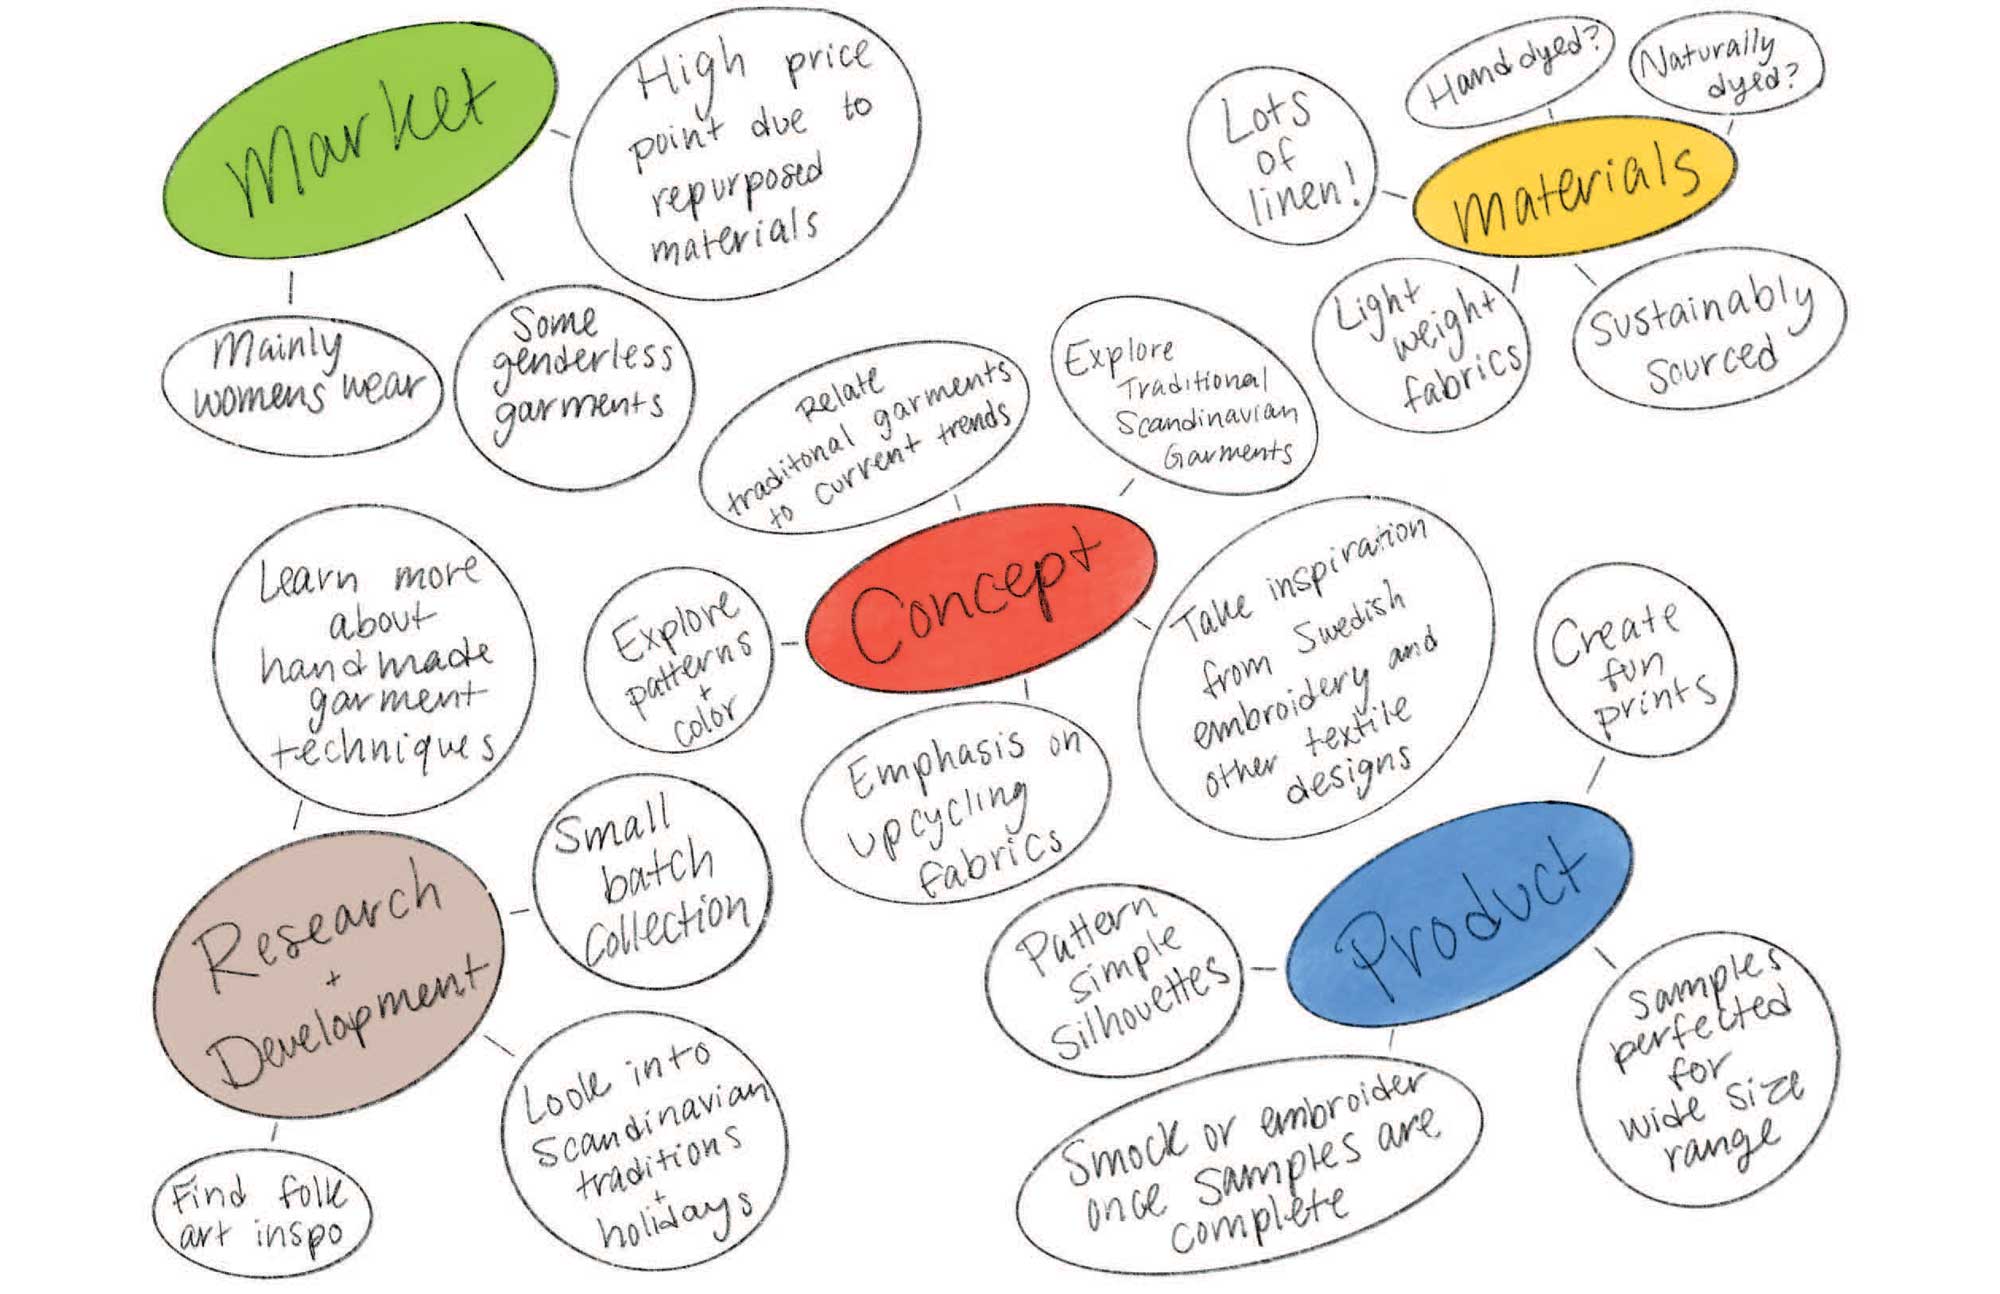 Market
High price
point due to
repurposed
materials
Mainly
womens wear
Some
genderless
garments
Hand dyed?
Naturally
dyed?
Lots
of
linen!
Materials
Light
weight
fabrics
Sustainably
sourced
Relate
traditonal garments
to current trends
Explore
Traditional
Scandinavian
Garments
Concept
Explore
patterns
+
color
Take inspiration
from Swedish
embroidery and
other textile
designs
Emphasis on
upcycling
fabrics
Learn more
about
handmade
garment
techniques
Research
+
Development
Small
batch
Collection
Look into
Scandinavian
traditions
+
holidays
Find folk
art inspo
Create
fun
prints
Product
Pattern
simple
silhouettes
Samples
perfected
for
wide size
range
Smock or embroider
once samples are
complete